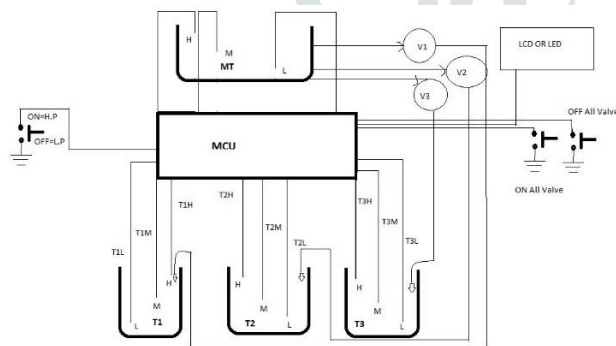 H
M
MT
L
V1
V2
V3
LCD OR LED
ON=H.P
OFF=L.P
MCU
OFF All Valve
ON All Valve
T1L
T1M
T1H
T2H
T2M
T2L
T3H
T3M
T3L
H
M
L
T1
H
M
L
T2
H
M
L
T3